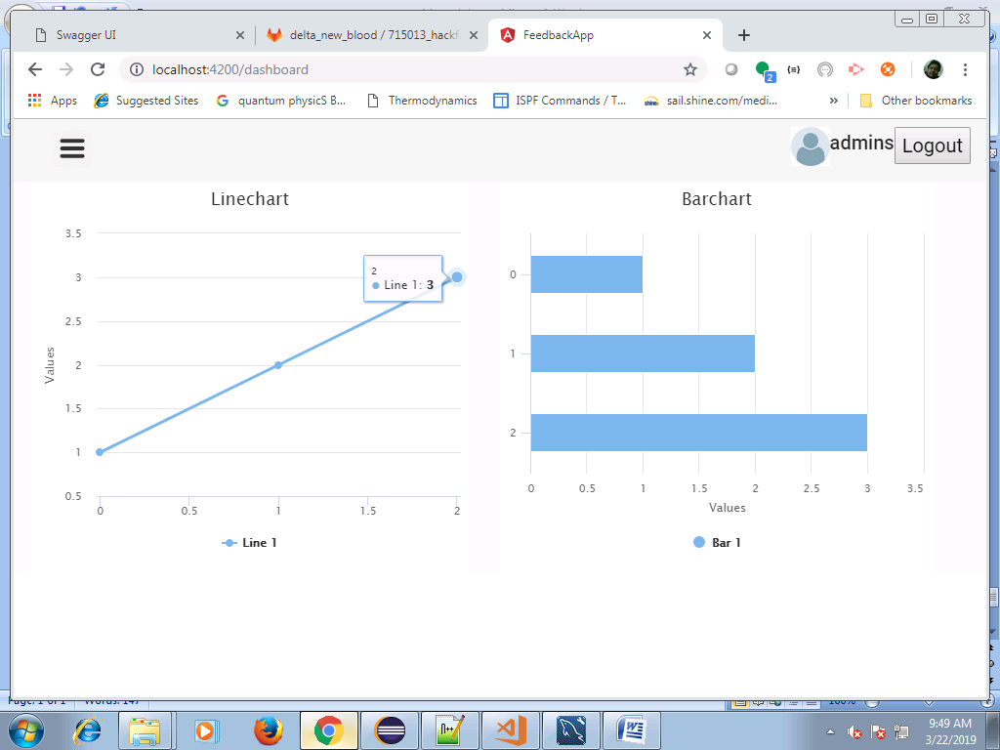 Swagger UI
delta_new_blood / 715013_hackf
FeedbackApp
localhost:4200/dashboard
2
Apps
Suggested Sites
quantum physicS B...
Thermodynamics
ISPF Commands / T...
sail.shine.com/medi...
»
Other bookmarks
admins
Logout
Linechart
3.5
3
2.5
2
1.5
1
0.5
Values
2
Line 1: 3
0
0.5
1
1.5
2
Line 1
Barchart
0
1
2
0
0.5
1
1.5
2
2.5
3
3.5
Values
Bar 1
Page: 1 of 1
Words: 147
100%
9:49 AM
3/22/2019